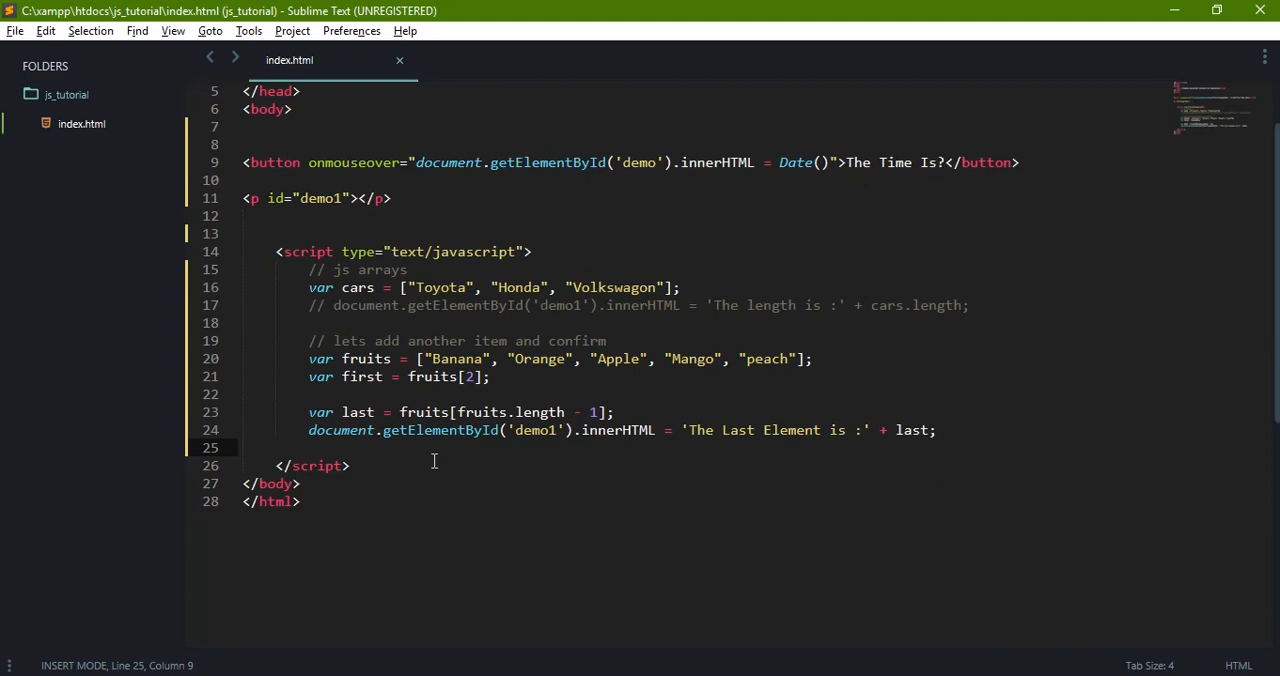 C:\xampp\htdocs\js_tutorial\index.html (js_tutorial) - Sublime Text (UNREGISTERED)
File Edit Selection Find View Goto Tools Project Preferences Help
FOLDERS
js_tutorial
index.html
index.html
5 </head>
6 <body>
7
8
9 <button onmouseover="document.getElementById('demo').innerHTML = Date()">The Time Is?</button>
10
11 <p id="demo1"></p>
12
13
14 <script type="text/javascript">
15 // js arrays
16 var cars = ["Toyota", "Honda", "Volkswagon"];
17 // document.getElementById('demo1').innerHTML = 'The length is :' + cars.length;
18
19 // lets add another item and confirm
20 var fruits = ["Banana", "Orange", "Apple", "Mango", "peach"];
21 var first = fruits[2];
22
23 var last = fruits[fruits.length - 1];
24 document.getElementById('demo1').innerHTML = 'The Last Element is :' + last;
25
26 </script>
27 </body>
28 </html>
INSERT MODE, Line 25, Column 9 Tab Size: 4 HTML